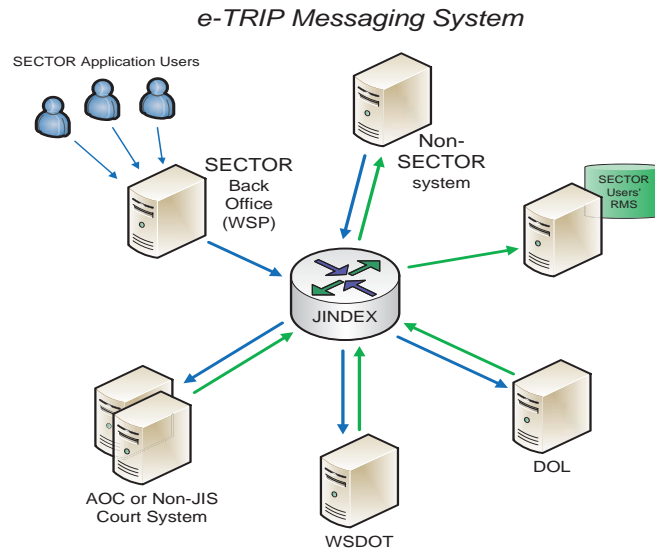 e-TRIP Messaging System
SECTOR Application Users
SECTOR
Back
Office
(WSP)
Non-
SECTOR
system
SECTOR
Users'
RMS
JINDEX
AOC or Non-JIS
Court System
WSDOT
DOL